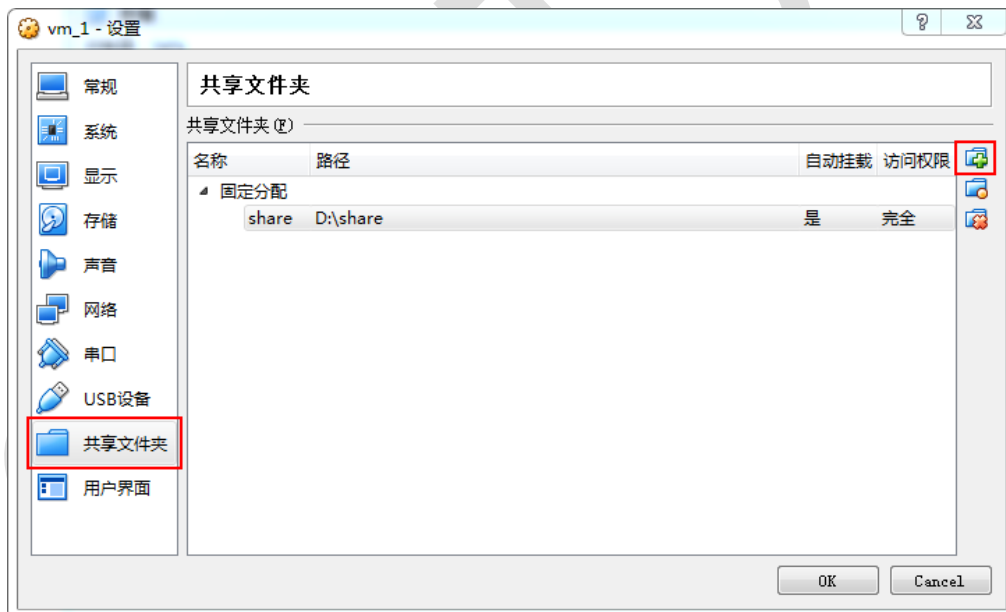 vm_1 - 设置
常规
系统
显示
存储
声音
网络
串口
USB设备
共享文件夹
用户界面
共享文件夹
共享文件夹(F)
名称 路径 自动挂载 访问权限
固定分配
share D:\share 是 完全
OK Cancel